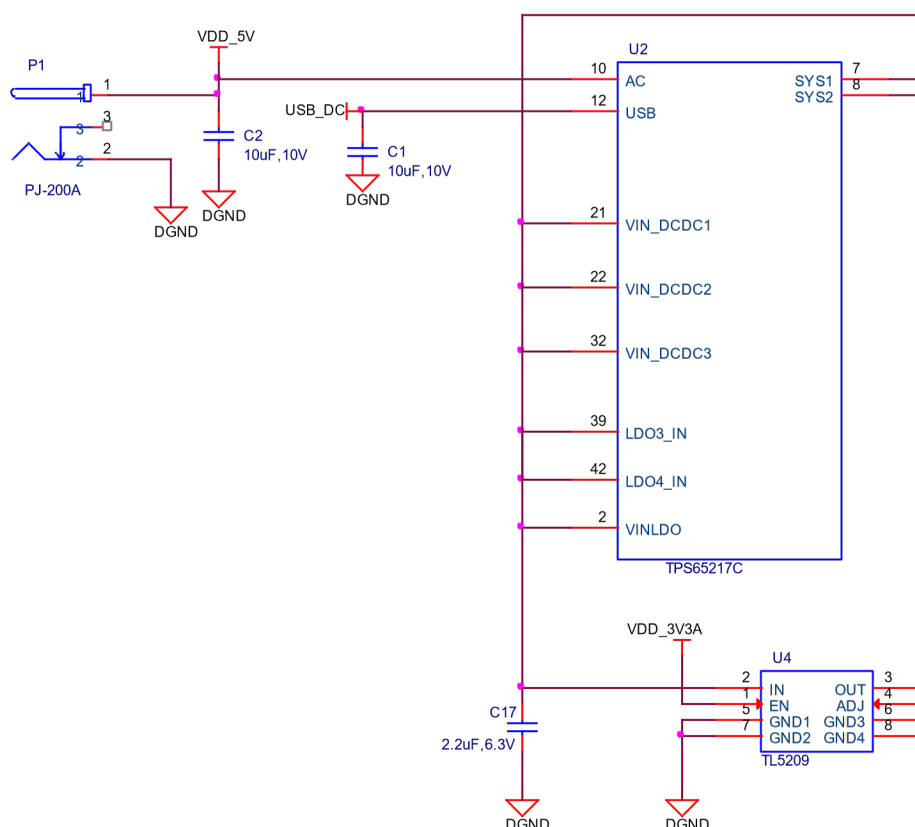 VDD_5V
P1
1
1
3
3
2
2
PJ-200A
DGND
C2
10uF,10V
DGND
USB_DC
C1
10uF,10V
DGND
U2
10
AC
12
USB
SYS1
7
SYS2
8
21
VIN_DCDC1
22
VIN_DCDC2
32
VIN_DCDC3
39
LDO3_IN
42
LDO4_IN
2
VINLDO
TPS65217C
VDD_3V3A
U4
2
IN
OUT
3
1
EN
ADJ
4
5
GND1
GND3
6
7
GND2
GND4
8
TL5209
C17
2.2uF,6.3V
DGND
DGND